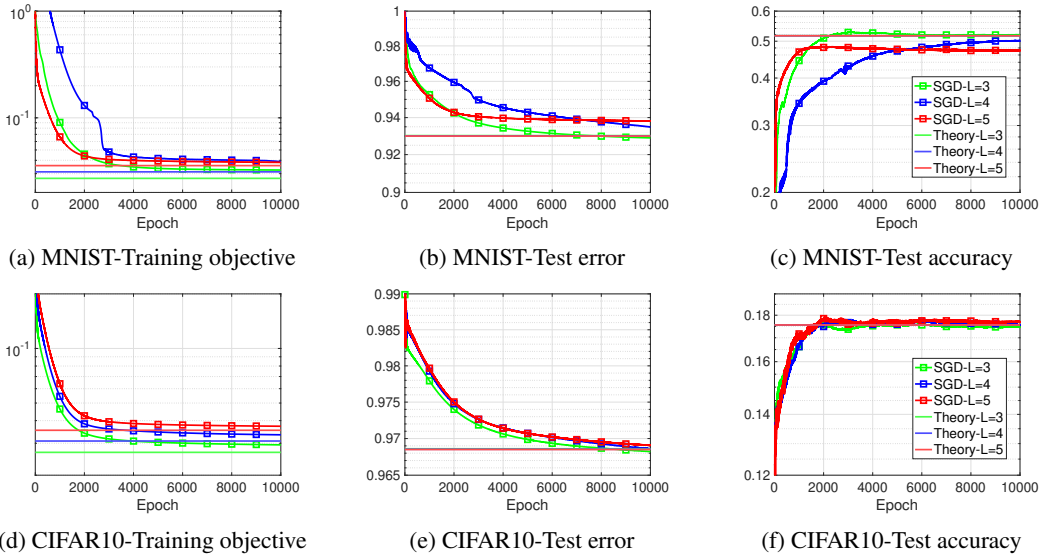 10^0
10^-1
0 2000 4000 6000 8000 10000
Epoch
(a) MNIST-Training objective
1
0.98
0.96
0.94
0.92
0.9
0 2000 4000 6000 8000 10000
Epoch
(b) MNIST-Test error
0.6
0.5
0.4
0.3
0.2
SGD-L=3
SGD-L=4
SGD-L=5
Theory-L=3
Theory-L=4
Theory-L=5
0 2000 4000 6000 8000 10000
Epoch
(c) MNIST-Test accuracy
10^-1
0 2000 4000 6000 8000 10000
Epoch
(d) CIFAR10-Training objective
0.99
0.985
0.98
0.975
0.97
0.965
0 2000 4000 6000 8000 10000
Epoch
(e) CIFAR10-Test error
0.18
0.16
0.14
0.12
SGD-L=3
SGD-L=4
SGD-L=5
Theory-L=3
Theory-L=4
Theory-L=5
0 2000 4000 6000 8000 10000
Epoch
(f) CIFAR10-Test accuracy